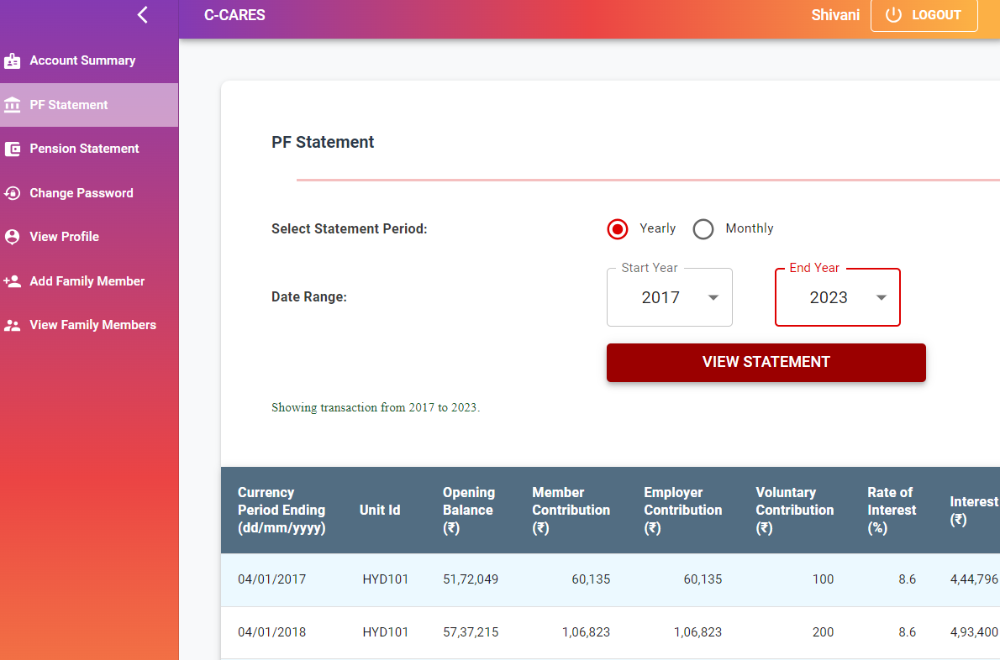 C-CARES
Shivani
LOGOUT
Account Summary
PF Statement
Pension Statement
Change Password
View Profile
Add Family Member
View Family Members
PF Statement
Select Statement Period:
Yearly
Monthly
Date Range:
Start Year
2017
End Year
2023
VIEW STATEMENT
Showing transaction from 2017 to 2023.
Currency Period Ending (dd/mm/yyyy) Unit Id Opening Balance (₹) Member Contribution (₹) Employer Contribution (₹) Voluntary Contribution (₹) Rate of Interest (%) Interest (₹)
04/01/2017 HYD101 51,72,049 60,135 60,135 100 8.6 4,44,796
04/01/2018 HYD101 57,37,215 1,06,823 1,06,823 200 8.6 4,93,400